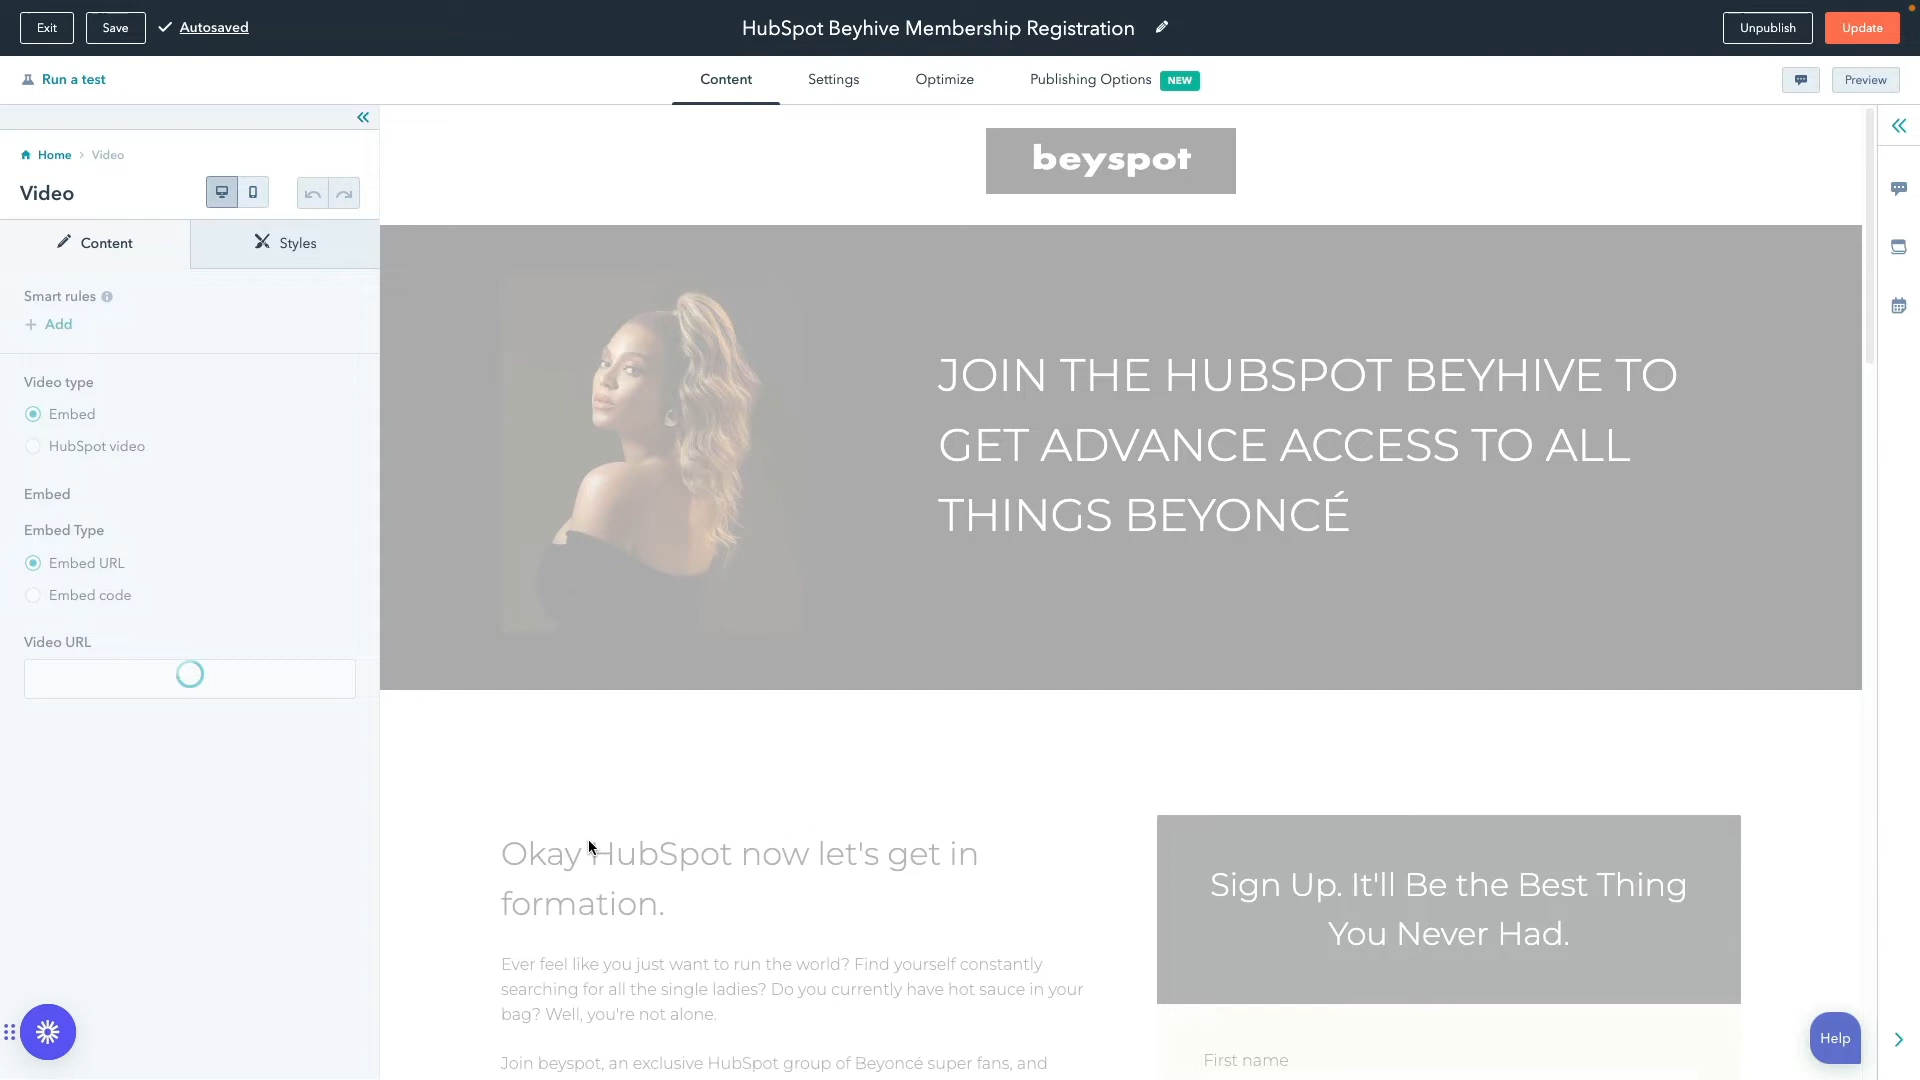 Exit
Save
Autosaved
HubSpot Beyhive Membership Registration
Unpublish
Update
Run a test
Content
Settings
Optimize
Publishing Options
NEW
Preview
Home
Video
Video
Content
Styles
Smart rules
Add
Video type
Embed
HubSpot video
Embed
Embed Type
Embed URL
Embed code
Video URL
beyspot
JOIN THE HUBSPOT BEYHIVE TO
GET ADVANCE ACCESS TO ALL
THINGS BEYONCÉ
Okay HubSpot now let's get in
formation.
Ever feel like you just want to run the world? Find yourself constantly
searching for all the single ladies? Do you currently have hot sauce in your
bag? Well, you're not alone.
Join beyspot, an exclusive HubSpot group of Beyoncé super fans, and
Sign Up. It'll Be the Best Thing
You Never Had.
First name
Help